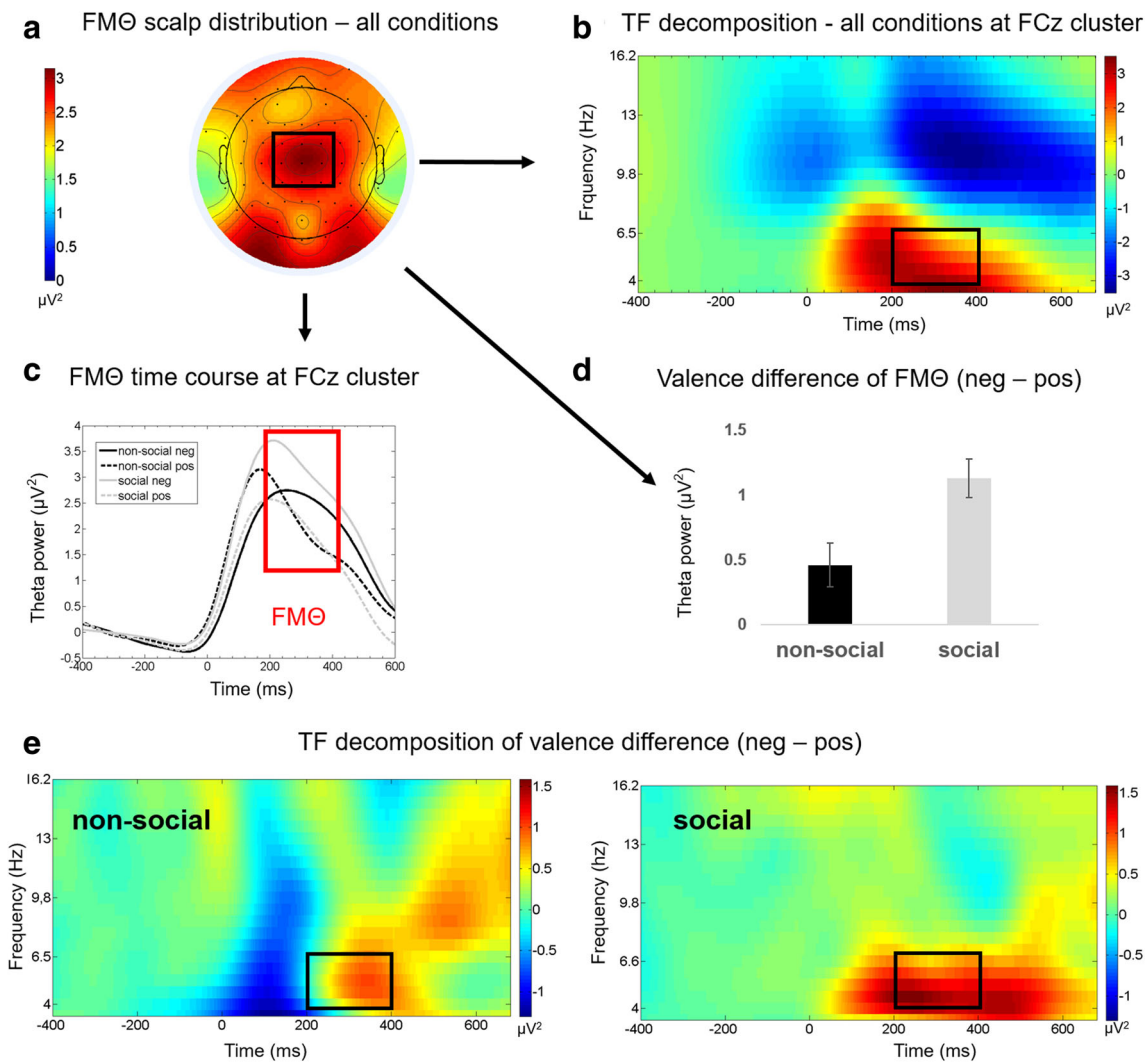 a
FMΘ scalp distribution – all conditions
3
2.5
2
1.5
1
0.5
0
µV²
b
TF decomposition - all conditions at FCz cluster
Frquency (Hz)
16.2
13
9.8
6.5
4
-400 -200 0 200 400 600
Time (ms)
3
2
1
0
-1
-2
-3
µV²
c
FMΘ time course at FCz cluster
Theta power (µV²)
4
3.5
3
2.5
2
1.5
1
0.5
0
-0.5
non-social neg
non-social pos
social neg
social pos
FMΘ
-400 -200 0 200 400 600
Time (ms)
d
Valence difference of FMΘ (neg – pos)
Theta power (µV²)
1.5
1
0.5
0
non-social social
e
TF decomposition of valence difference (neg – pos)
Frequency (Hz)
16.2
13
9.8
6.5
4
non-social
-400 -200 0 200 400 600
Time (ms)
1.5
1
0.5
0
-0.5
-1
µV²
Frequency (hz)
16.2
13
9.8
6.6
4
social
-400 -200 0 200 400 600
Time (ms)
1.5
1
0.5
0
-0.5
-1
µV²